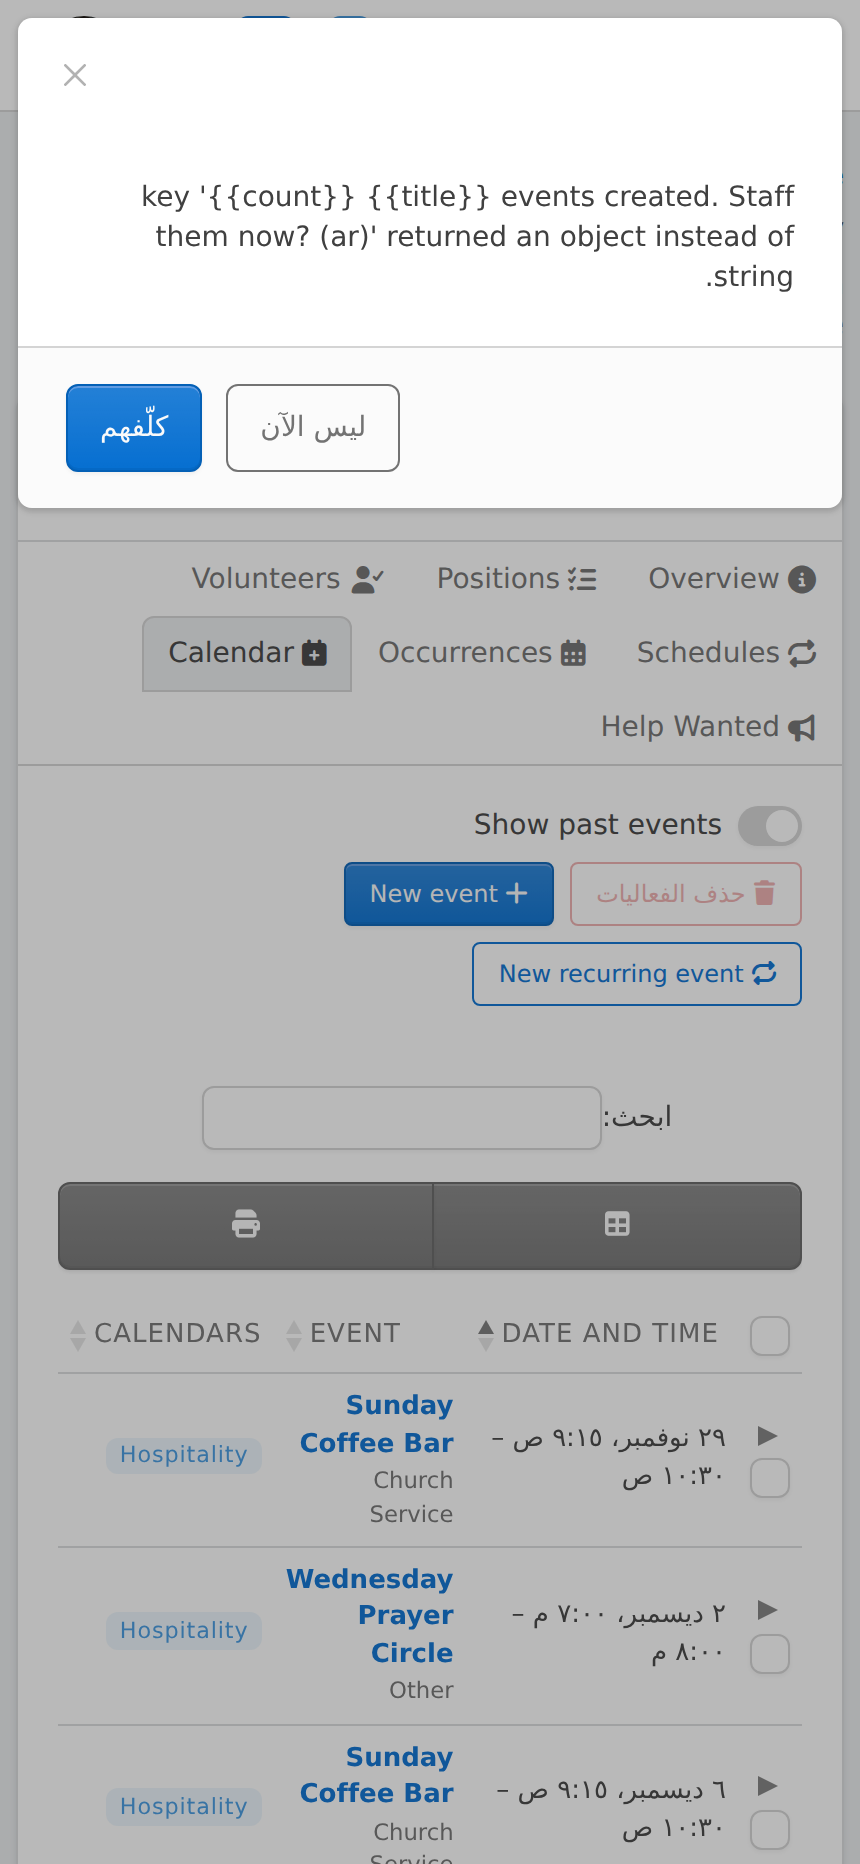 key '{{count}} {{title}} events created. Staff
them now? (ar)' returned an object instead of
string.
ليس الآن
كلّفهم
Overview
Positions
Volunteers
Schedules
Occurrences
Calendar
Help Wanted
Show past events
حذف الفعاليات
New event
New recurring event
ابحث:
DATE AND TIME
EVENT
CALENDARS
٢٩ نوفمبر، ٩:١٥ ص –
١٠:٣٠ ص
Sunday
Coffee Bar
Church
Service
Hospitality
٢ ديسمبر، ٧:٠٠ م –
٨:٠٠ م
Wednesday
Prayer
Circle
Other
Hospitality
٦ ديسمبر، ٩:١٥ ص –
١٠:٣٠ ص
Sunday
Coffee Bar
Church
Service
Hospitality